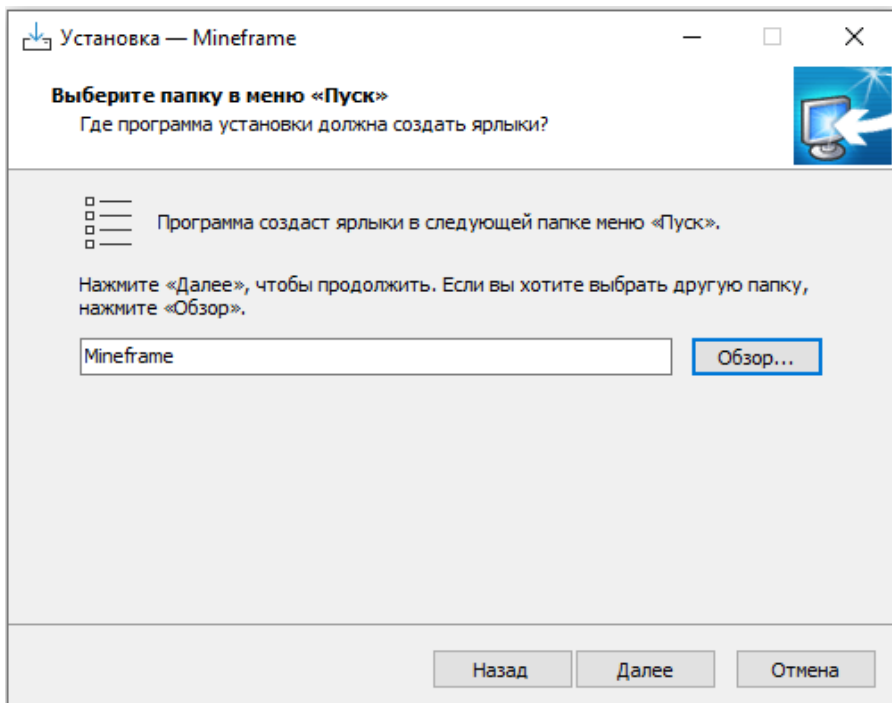 Установка — Mineframe
Выберите папку в меню «Пуск»
Где программа установки должна создать ярлыки?
Программа создаст ярлыки в следующей папке меню «Пуск».
Нажмите «Далее», чтобы продолжить. Если вы хотите выбрать другую папку,
нажмите «Обзор».
Mineframe
Обзор...
Назад
Далее
Отмена